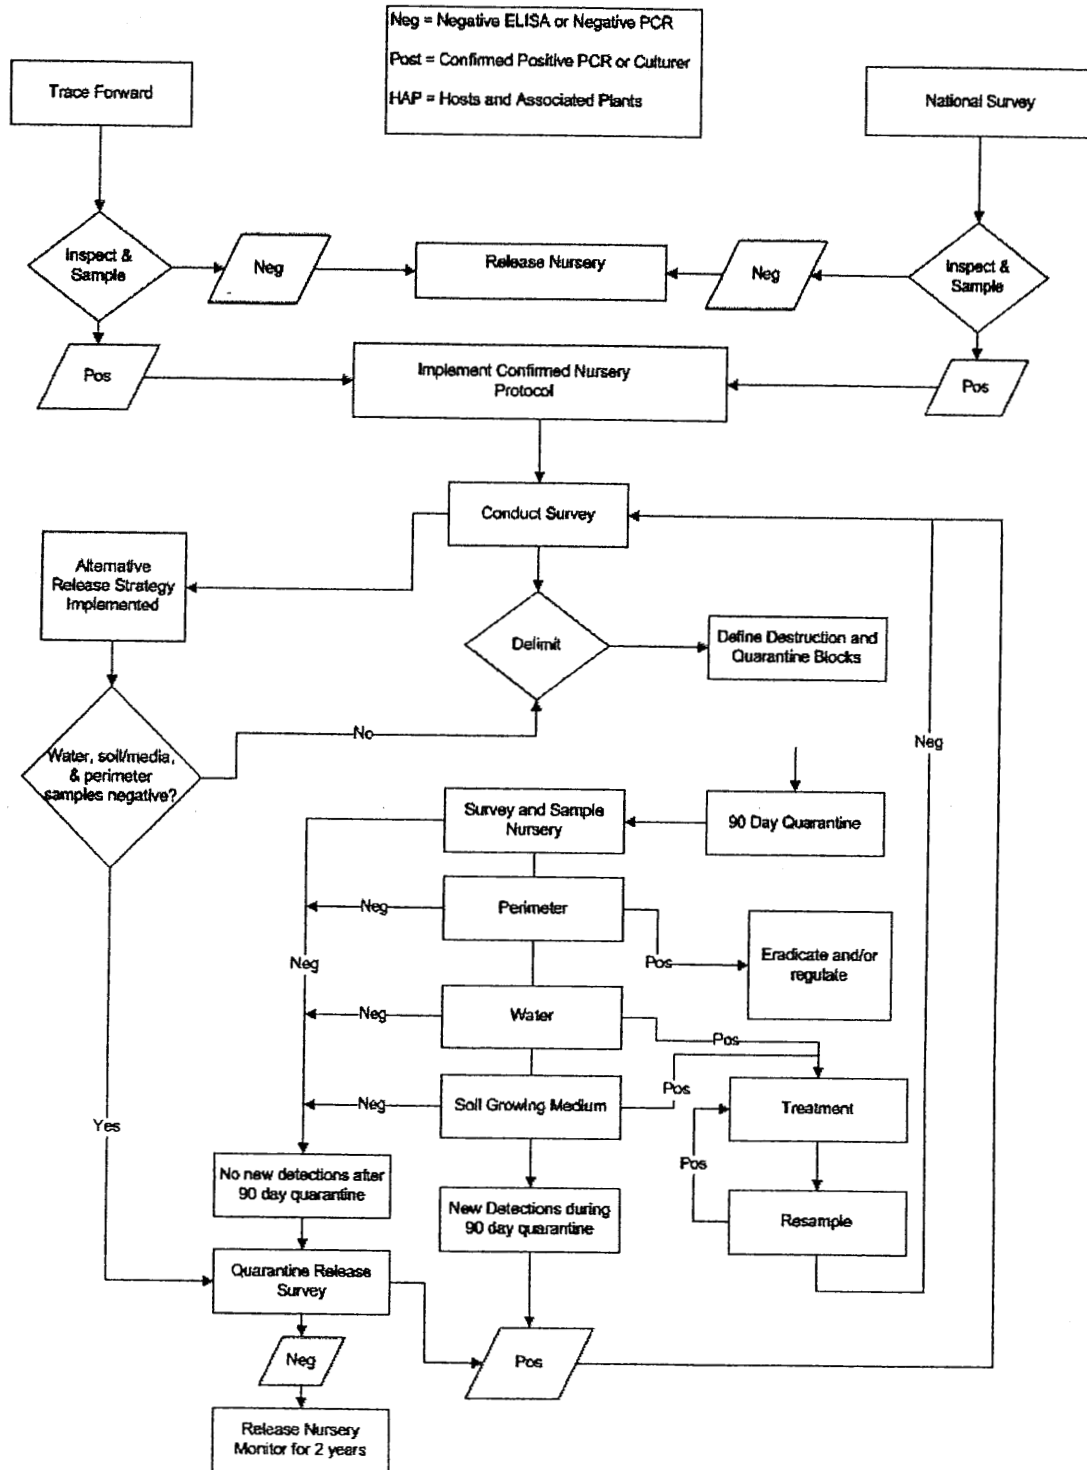 Neg = Negative ELISA or Negative PCR
Post = Confirmed Positive PCR or Culturer
HAP = Hosts and Associated Plants
Trace Forward
National Survey
Inspect &
Sample
Neg
Release Nursery
Neg
Inspect &
Sample
Pos
Implement Confirmed Nursery
Protocol
Pos
Conduct Survey
Alternative
Release Strategy
Implemented
Delimit
Define Destruction and
Quarantine Blocks
No
Neg
Water, soil/media,
& perimeter
samples negative?
Survey and Sample
Nursery
90 Day Quarantine
Neg
Perimeter
Pos
Eradicate and/or
regulate
Neg
Neg
Water
Pos
Neg
Soil Growing Medium
Pos
Treatment
Yes
Pos
No new detections after
90 day quarantine
New Detections during
90 day quarantine
Resample
Quarantine Release
Survey
Neg
Pos
Release Nursery
Monitor for 2 years